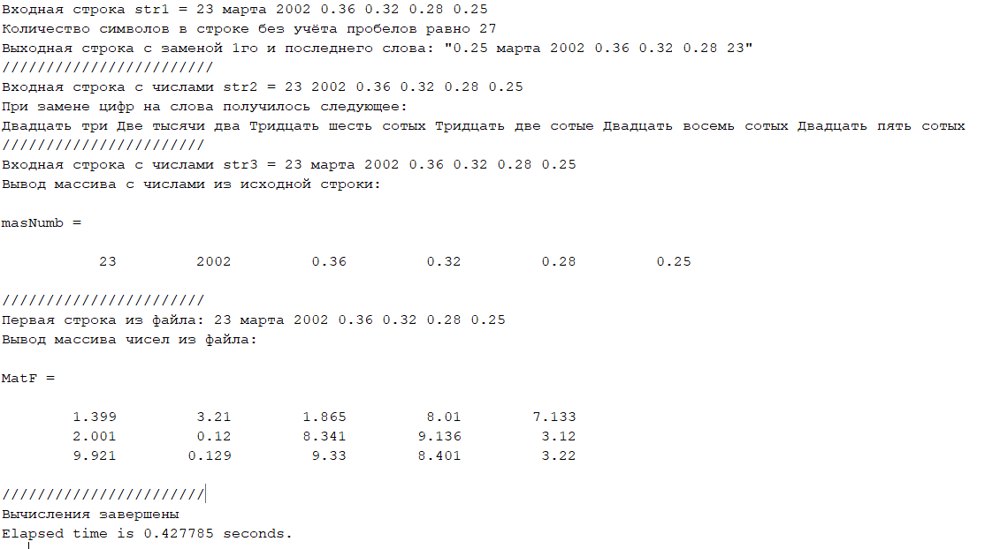 Входная строка str1 = 23 марта 2002 0.36 0.32 0.28 0.25
Количество символов в строке без учёта пробелов равно 27
Выходная строка с заменой 1го и последнего слова: "0.25 марта 2002 0.36 0.32 0.28 23"
////////////////////////
Входная строка с числами str2 = 23 2002 0.36 0.32 0.28 0.25
При замене цифр на слова получилось следующее:
Двадцать три Две тысячи два Тридцать шесть сотых Тридцать две сотые Двадцать восемь сотых Двадцать пять сотых
///////////////////////
Входная строка с числами str3 = 23 марта 2002 0.36 0.32 0.28 0.25
Вывод массива с числами из исходной строки:
masNumb =
23 2002 0.36 0.32 0.28 0.25
///////////////////////
Первая строка из файла: 23 марта 2002 0.36 0.32 0.28 0.25
Вывод массива чисел из файла:
MatF =
1.399 3.21 1.865 8.01 7.133
2.001 0.12 8.341 9.136 3.12
9.921 0.129 9.33 8.401 3.22
///////////////////////
Вычисления завершены
Elapsed time is 0.427785 seconds.